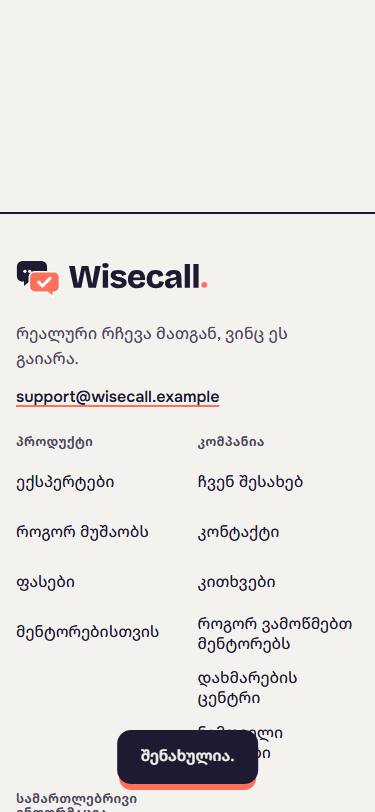 Wisecall.
რეალური რჩევა მათგან, ვინც ეს
გაიარა.
support@wisecall.example
პროდუქტი
ექსპერტები
როგორ მუშაობს
ფასები
მენტორებისთვის
კომპანია
ჩვენ შესახებ
კონტაქტი
კითხვები
როგორ ვამოწმებთ
მენტორებს
დახმარების
ცენტრი
შენახულია.
სამართლებრივი